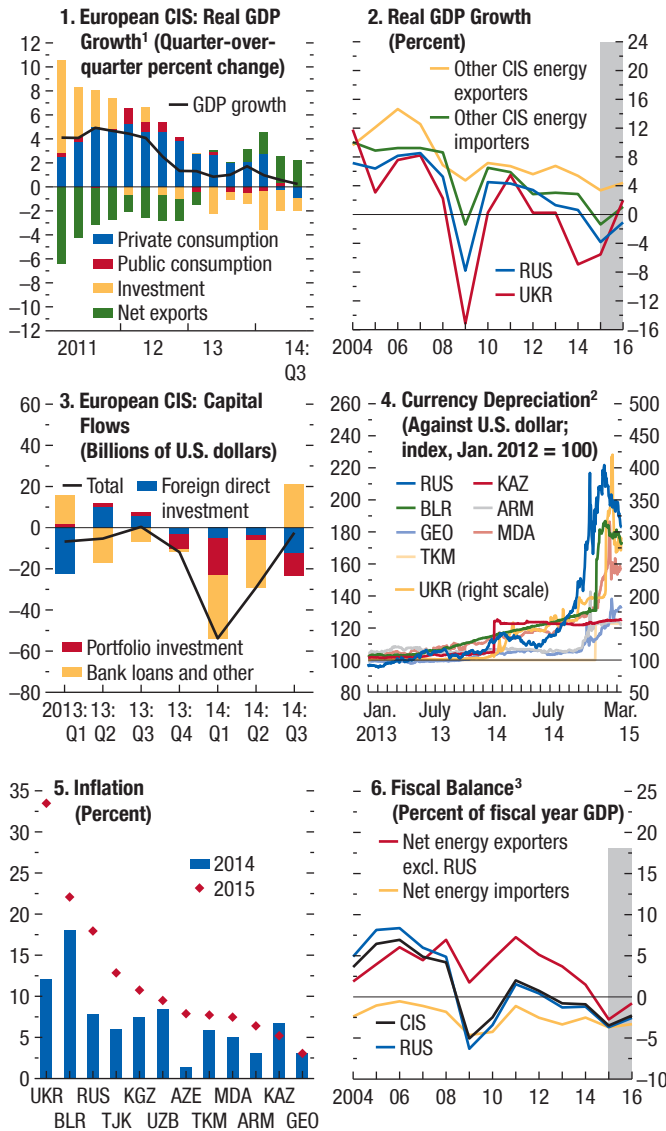 1. European CIS: Real GDP
Growth¹ (Quarter-over-
quarter percent change)
12
10
8
6
4
2
0
−2
−4
−6
−8
−10
−12
GDP growth
Private consumption
Public consumption
Investment
Net exports
2011 12 13 14:
Q3
2. Real GDP Growth
(Percent)
Other CIS energy
exporters
Other CIS energy
importers
RUS
UKR
24
20
16
12
8
4
0
−4
−8
−12
−16
2004 06 08 10 12 14 16
3. European CIS: Capital
Flows
(Billions of U.S. dollars)
60
40
20
0
−20
−40
−60
−80
Total
Foreign direct
investment
Portfolio investment
Bank loans and other
2013: 13: 13: 13: 14: 14: 14:
Q1 Q2 Q3 Q4 Q1 Q2 Q3
4. Currency Depreciation²
(Against U.S. dollar;
index, Jan. 2012 = 100)
260
240
220
200
180
160
140
120
100
80
RUS KAZ
BLR ARM
GEO MDA
TKM
UKR (right scale)
500
450
400
350
300
250
200
150
100
50
Jan. July Jan. July Mar.
2013 13 14 14 15
5. Inflation
(Percent)
35
30
25
20
15
10
5
0
2014
2015
UKR RUS KGZ AZE MDA KAZ
BLR TJK UZB TKM ARM GEO
6. Fiscal Balance³
(Percent of fiscal year GDP)
Net energy exporters
excl. RUS
Net energy importers
CIS
RUS
25
20
15
10
5
0
−5
−10
2004 06 08 10 12 14 16